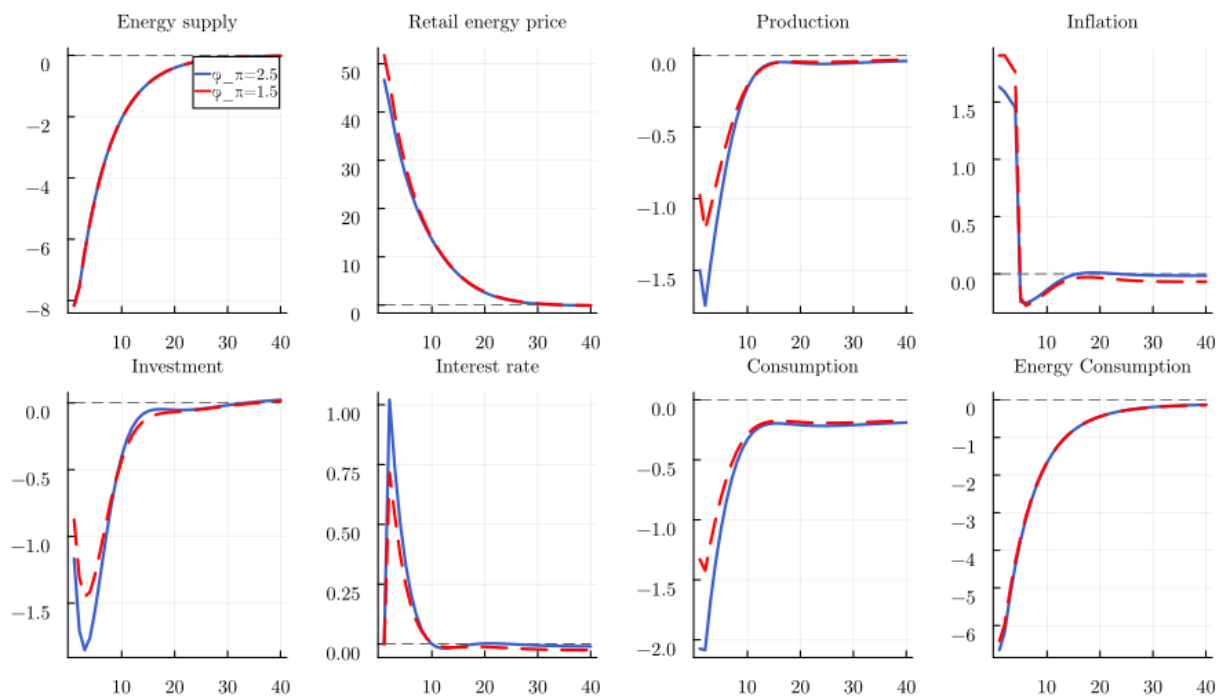 Energy supply
0
−2
−4
−6
−8
10 20 30 40
φ_π=2.5
φ_π=1.5
Retail energy price
50
40
30
20
10
0
10 20 30 40
Production
0.0
−0.5
−1.0
−1.5
10 20 30 40
Inflation
1.5
1.0
0.5
0.0
10 20 30 40
Investment
0.0
−0.5
−1.0
−1.5
10 20 30 40
Interest rate
1.00
0.75
0.50
0.25
0.00
10 20 30 40
Consumption
0.0
−0.5
−1.0
−1.5
−2.0
10 20 30 40
Energy Consumption
0
−1
−2
−3
−4
−5
−6
10 20 30 40